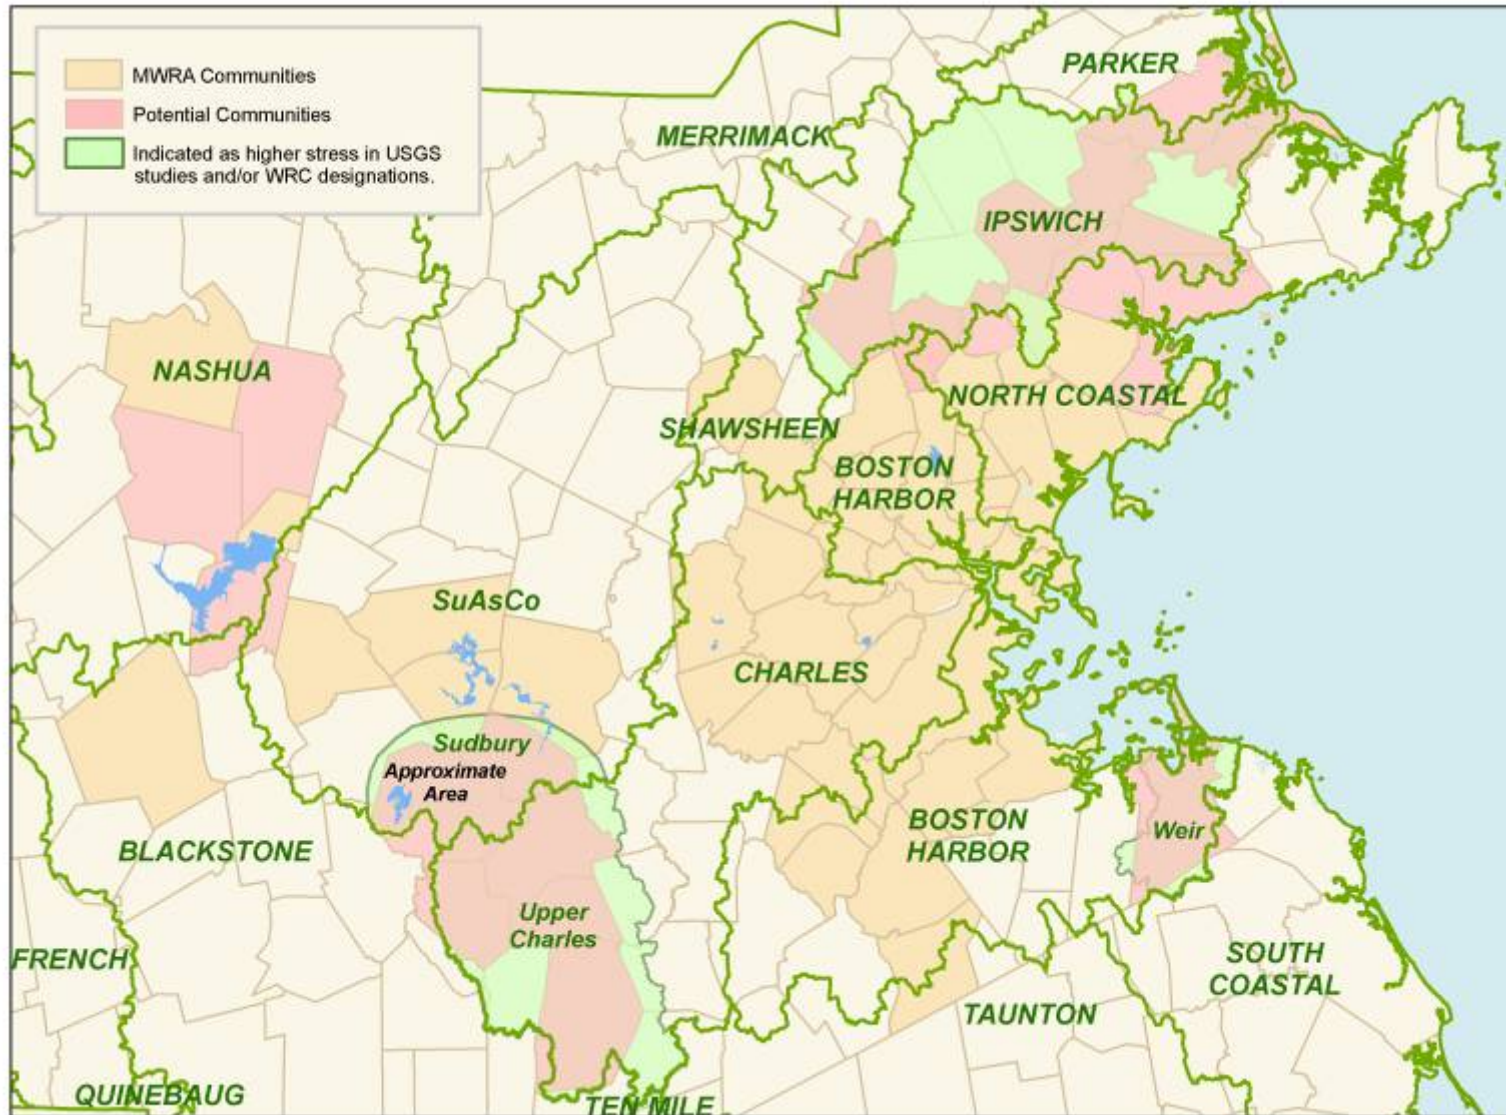 MWRA Communities
Potential Communities
Indicated as higher stress in USGS
studies and/or WRC designations.
PARKER
MERRIMACK
IPSWICH
NASHUA
NORTH COASTAL
SHAWSHEEN
BOSTON
HARBOR
SuAsCo
CHARLES
Sudbury
Approximate
Area
BOSTON
HARBOR
Weir
BLACKSTONE
Upper
Charles
FRENCH
SOUTH
COASTAL
TAUNTON
QUINEBAUG
TEN MILE